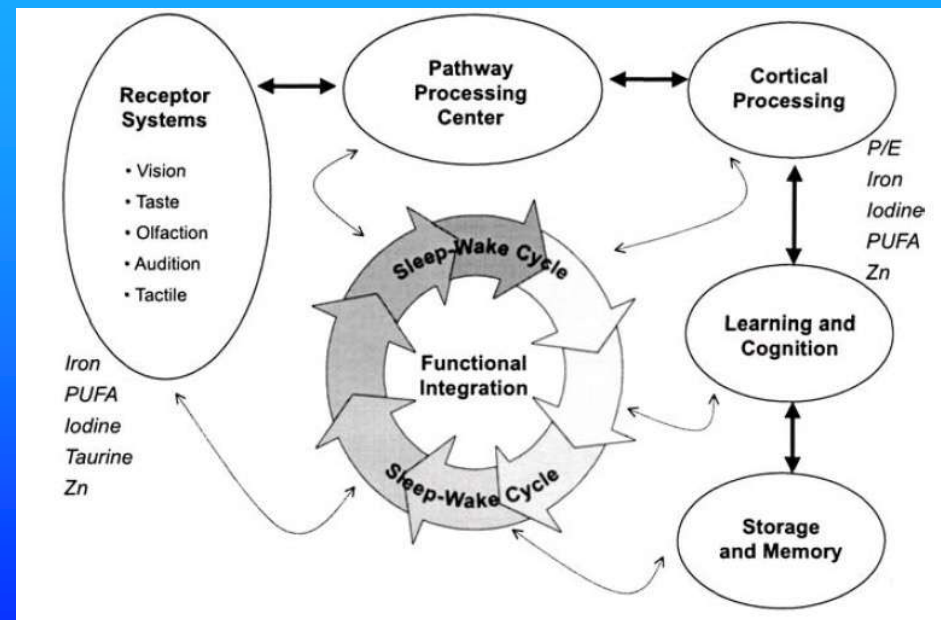 Receptor
Systems
• Vision
• Taste
• Olfaction
• Audition
• Tactile
Pathway
Processing
Center
Cortical
Processing
P/E
Iron
Iodine
PUFA
Zn
Sleep-Wake Cycle
Functional
Integration
Sleep-Wake Cycle
Learning and
Cognition
Iron
PUFA
Iodine
Taurine
Zn
Storage
and Memory